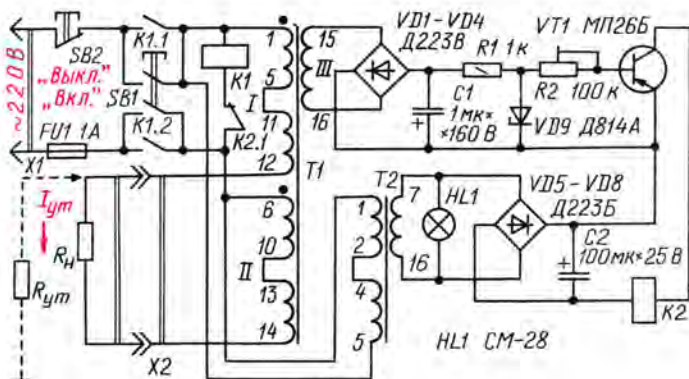 ~220В
SB2
„Выкл."
„Вкл."
SB1
K1.1
K1.2
FU1 1A
X1
K1
K2.1
1
5
I
11
12
6
10
II
13
14
15
III
16
T1
VD1-VD4
Д223В
C1
1мк×
×160В
R1 1к
R2 100к
VD9 Д814А
VT1 МП26Б
T2
1
2
4
5
7
16
HL1
VD5-VD8
Д223Б
C2
100мк×25В
K2
Iут
Rн
Rут
X2
HL1 СМ-28